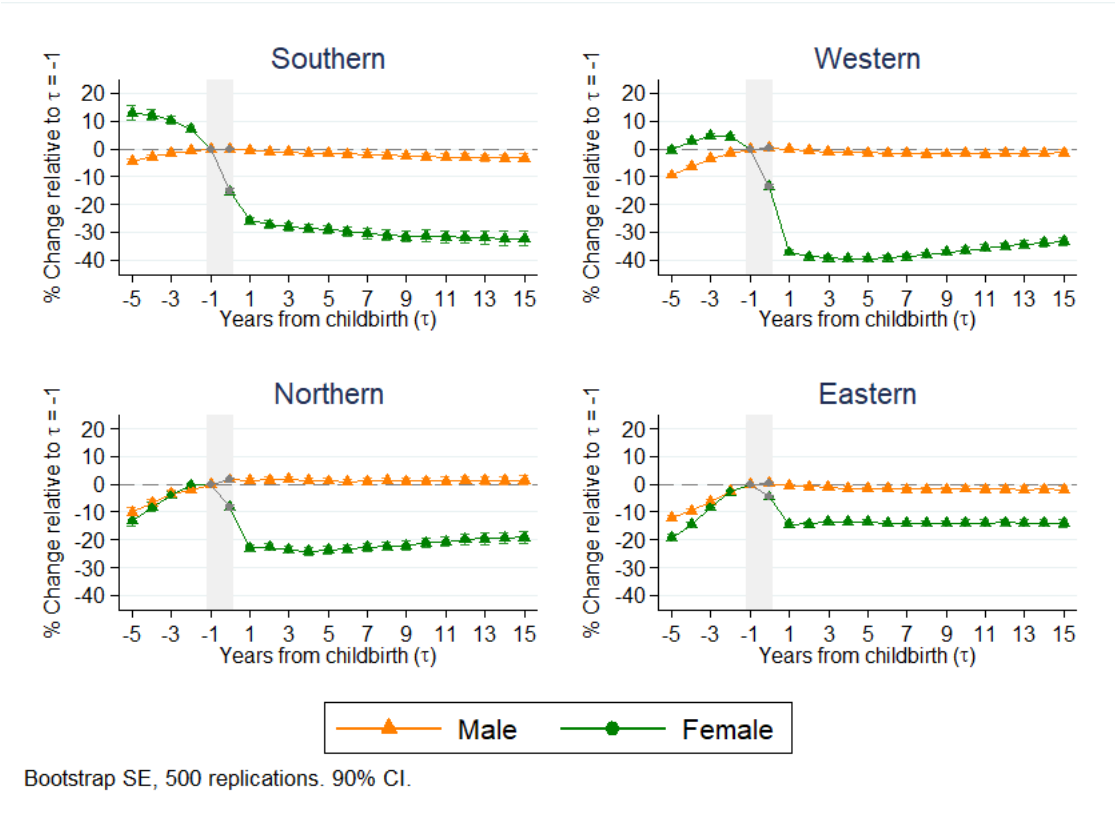 Southern
% Change relative to τ = -1
20
10
0
-10
-20
-30
-40
-5 -3 -1 1 3 5 7 9 11 13 15
Years from childbirth (τ)
Western
% Change relative to τ = -1
20
10
0
-10
-20
-30
-40
-5 -3 -1 1 3 5 7 9 11 13 15
Years from childbirth (τ)
Northern
% Change relative to τ = -1
20
10
0
-10
-20
-30
-40
-5 -3 -1 1 3 5 7 9 11 13 15
Years from childbirth (τ)
Eastern
% Change relative to τ = -1
20
10
0
-10
-20
-30
-40
-5 -3 -1 1 3 5 7 9 11 13 15
Years from childbirth (τ)
Male Female
Bootstrap SE, 500 replications. 90% CI.